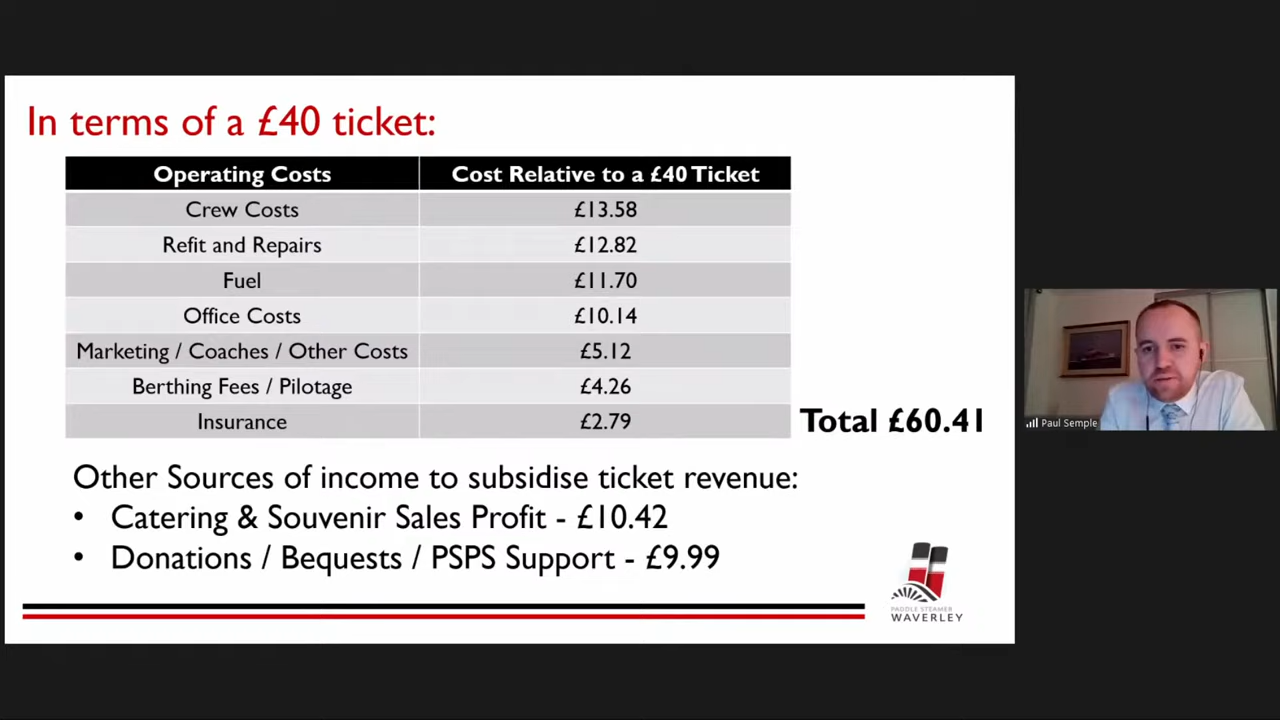 In terms of a £40 ticket:
Operating Costs Cost Relative to a £40 Ticket
Crew Costs £13.58
Refit and Repairs £12.82
Fuel £11.70
Office Costs £10.14
Marketing / Coaches / Other Costs £5.12
Berthing Fees / Pilotage £4.26
Insurance £2.79
Total £60.41
Paul Semple
Other Sources of income to subsidise ticket revenue:
• Catering & Souvenir Sales Profit - £10.42
• Donations / Bequests / PSPS Support - £9.99
PADDLE STEAMER
WAVERLEY